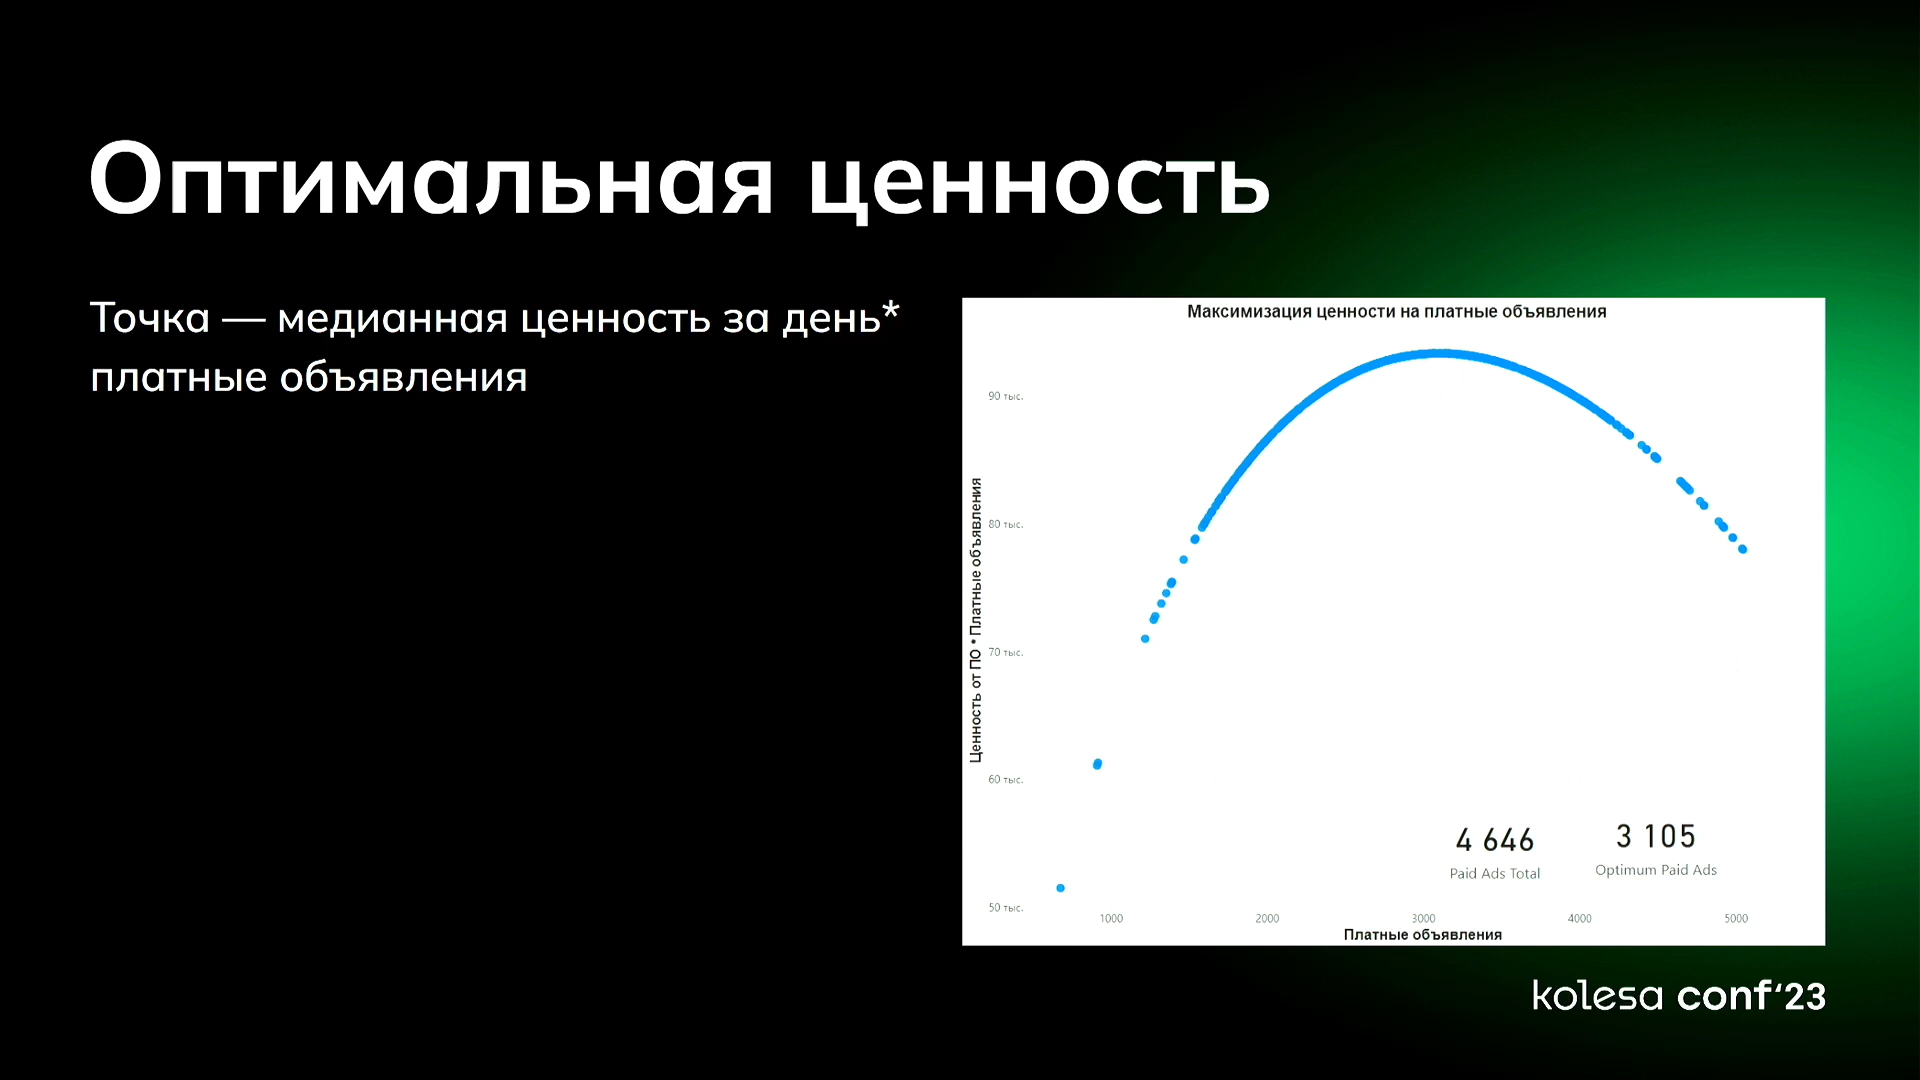 Оптимальная ценность
Точка — медианная ценность за день*
платные объявления
Максимизация ценности на платные объявления
90 тыс.
80 тыс.
70 тыс.
60 тыс.
50 тыс.
Ценность от ПО * Платные объявления
4 646
Paid Ads Total
3 105
Optimum Paid Ads
1000
2000
3000
4000
5000
Платные объявления
kolesa conf‘23